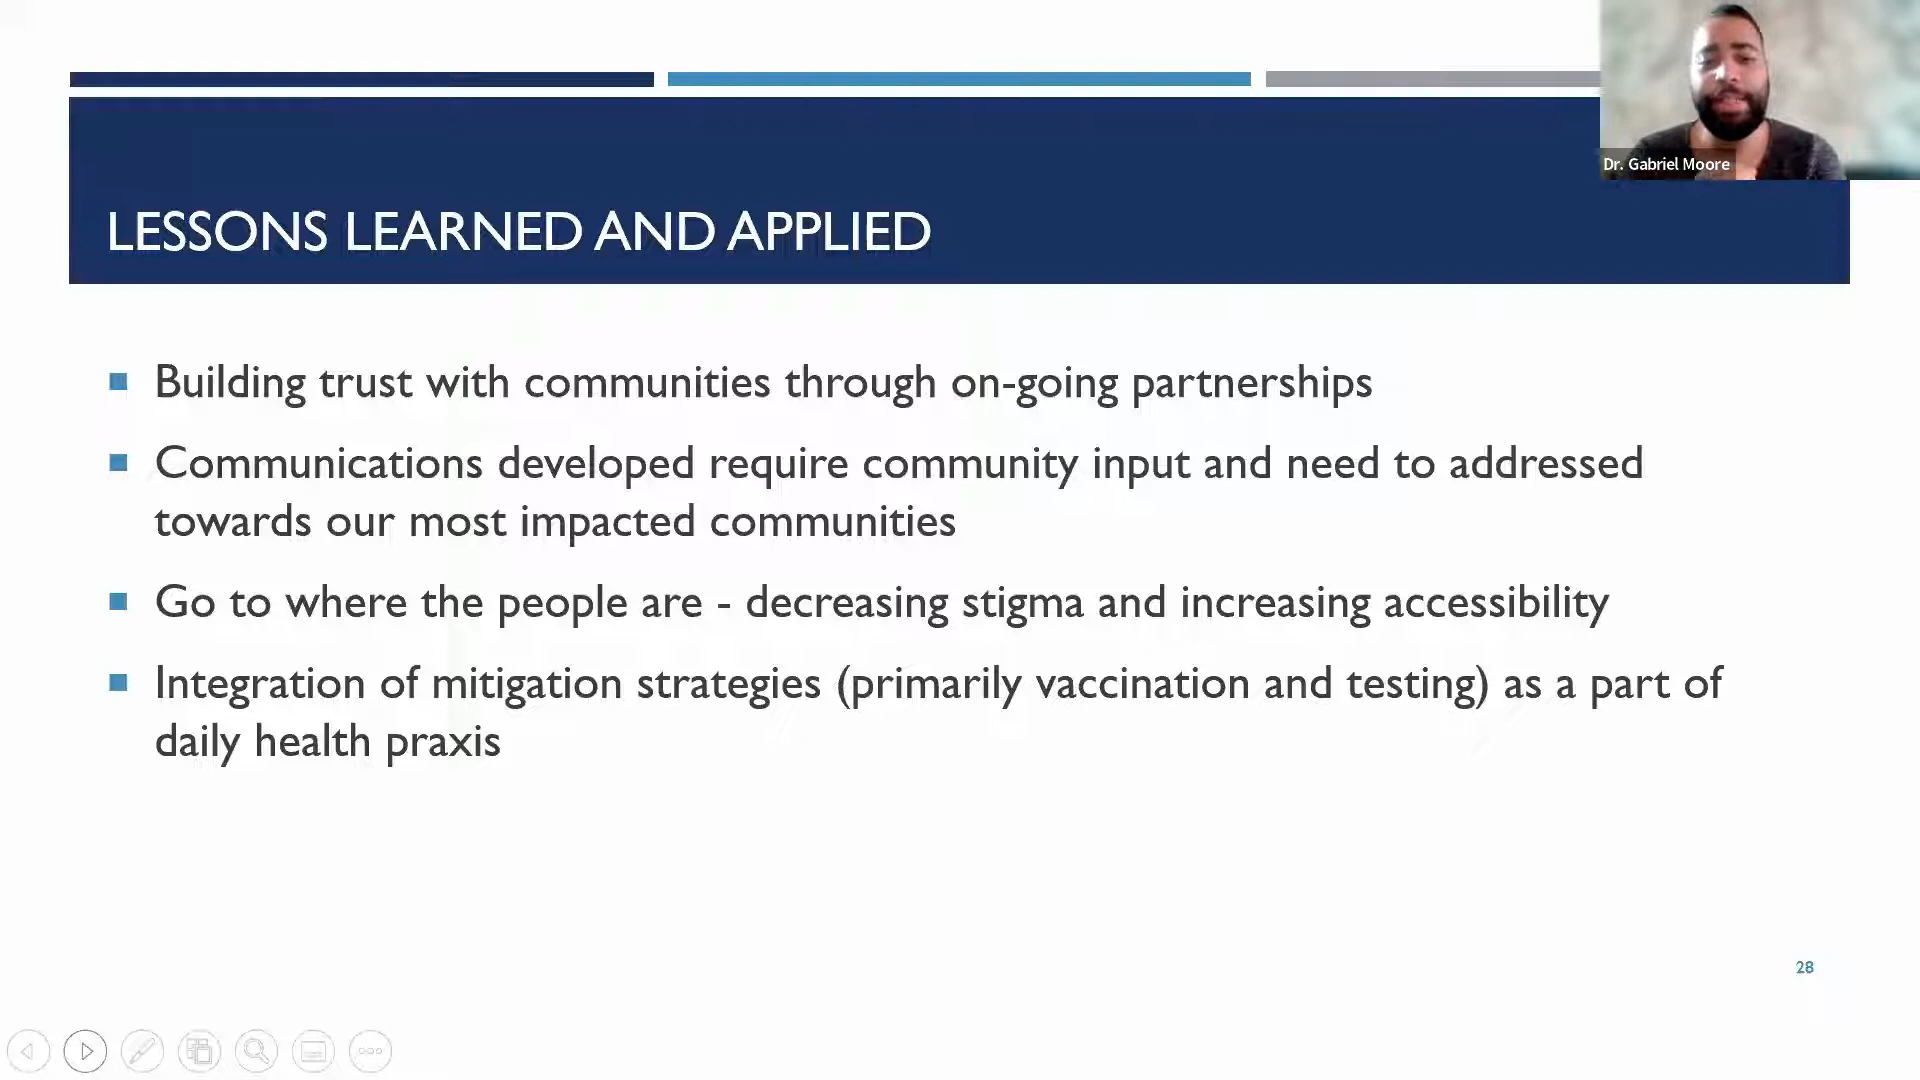 Dr. Gabriel Moore
LESSONS LEARNED AND APPLIED
Building trust with communities through on-going partnerships
Communications developed require community input and need to addressed
towards our most impacted communities
Go to where the people are - decreasing stigma and increasing accessibility
Integration of mitigation strategies (primarily vaccination and testing) as a part of
daily health praxis
28